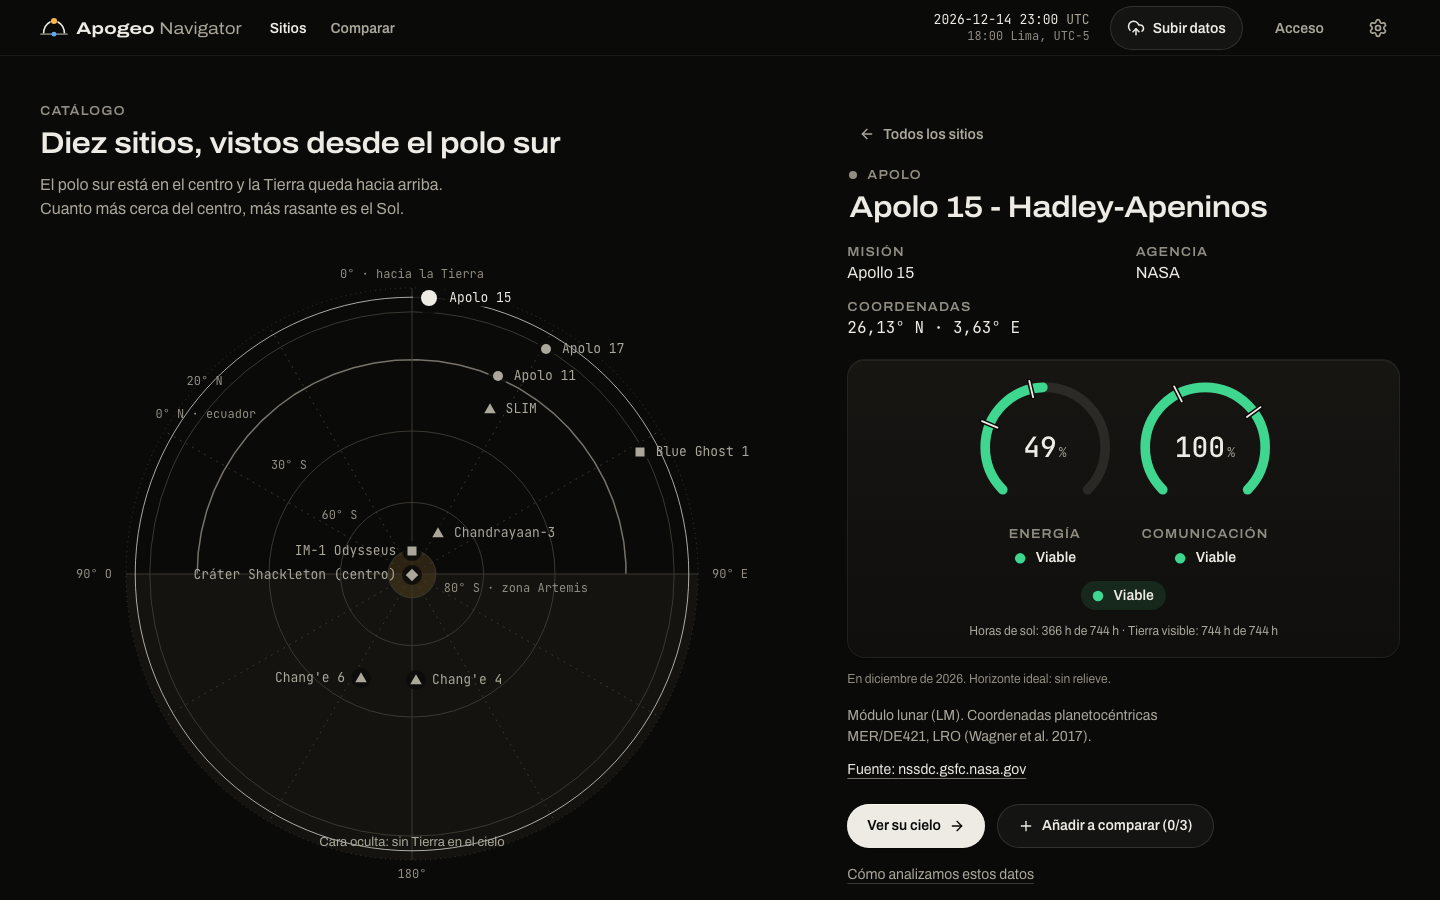 Apogeo Navigator
Sitios
Comparar
2026-12-14 23:00 UTC
18:00 Lima, UTC-5
Subir datos
Acceso
CATÁLOGO
Diez sitios, vistos desde el polo sur
El polo sur está en el centro y la Tierra queda hacia arriba.
Cuanto más cerca del centro, más rasante es el Sol.
0° · hacia la Tierra
Apolo 15
Apolo 17
20° N
Apolo 11
SLIM
0° N · ecuador
Blue Ghost 1
30° S
60° S
Chandrayaan-3
IM-1 Odysseus
90° O
Cráter Shackleton (centro)
90° E
80° S · zona Artemis
Chang'e 6
Chang'e 4
Cara oculta: sin Tierra en el cielo
180°
Todos los sitios
APOLO
Apolo 15 - Hadley-Apeninos
MISIÓN
Apollo 15
AGENCIA
NASA
COORDENADAS
26,13° N · 3,63° E
49%
100%
ENERGÍA
Viable
COMUNICACIÓN
Viable
Viable
Horas de sol: 366 h de 744 h · Tierra visible: 744 h de 744 h
En diciembre de 2026. Horizonte ideal: sin relieve.
Módulo lunar (LM). Coordenadas planetocéntricas
MER/DE421, LRO (Wagner et al. 2017).
Fuente: nssdc.gsfc.nasa.gov
Ver su cielo
Añadir a comparar (0/3)
Cómo analizamos estos datos